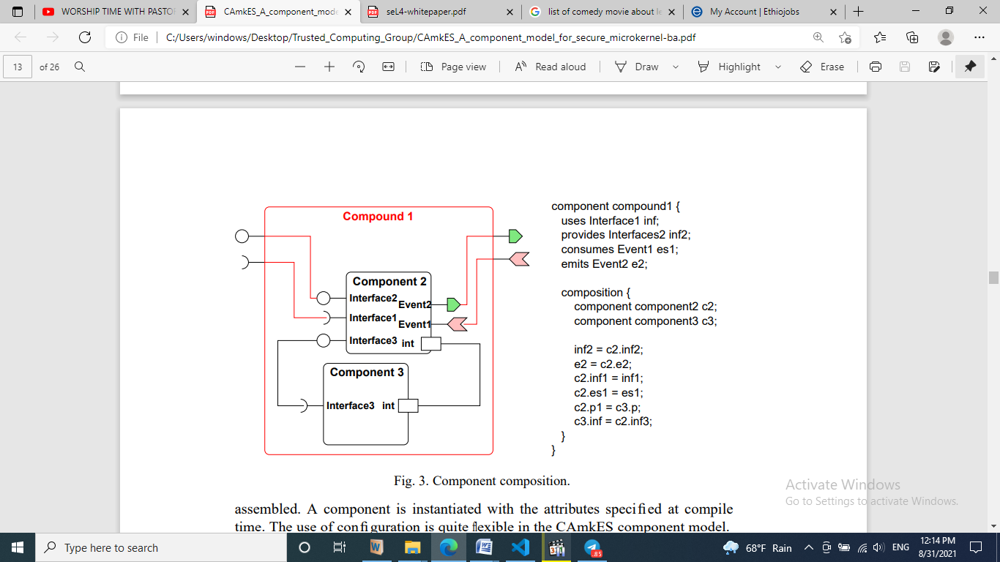 WORSHIP TIME WITH PASTO
CAmkES_A_component_mode
seL4-whitepaper.pdf
list of comedy movie about le
My Account | Ethiojobs
File
C:/Users/windows/Desktop/Trusted_Computing_Group/CAmkES_A_component_model_for_secure_microkernel-ba.pdf
13 of 26
Page view
Read aloud
Draw
Highlight
Erase
Compound 1
Component 2
Interface2
Event2
Interface1
Event1
Interface3 int
Component 3
Interface3 int
component compound1 {
uses Interface1 inf;
provides Interfaces2 inf2;
consumes Event1 es1;
emits Event2 e2;
composition {
component component2 c2;
component component3 c3;
inf2 = c2.inf2;
e2 = c2.e2;
c2.inf1 = inf1;
c2.es1 = es1;
c2.p1 = c3.p;
c3.inf = c2.inf3;
}
}
Fig. 3. Component composition.
assembled. A component is instantiated with the attributes specified at compile
time. The use of configuration is quite flexible in the CAmkES component model.
Activate Windows
Go to Settings to activate Windows.
Type here to search
.85
68°F Rain
ENG
12:14 PM
8/31/2021